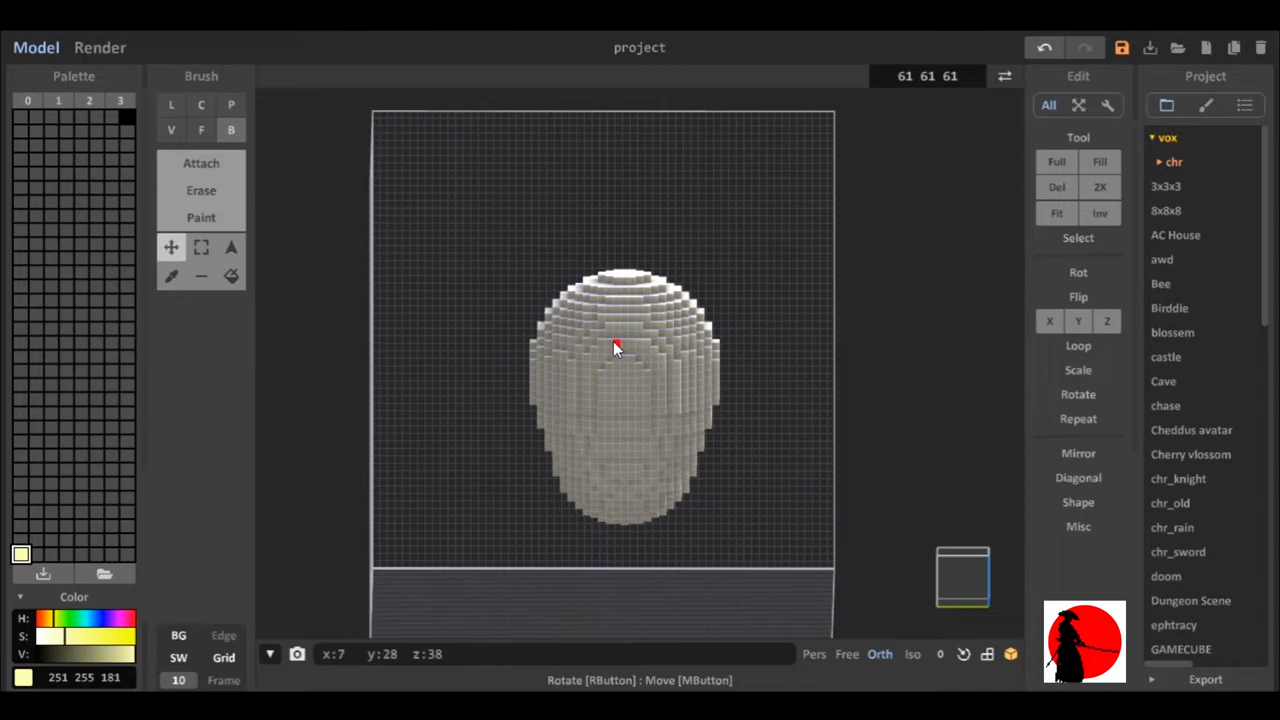 Model Render
project
Palette
0 1 2 3
Color
H:
S:
V:
251 255 181
Brush
L C P
V F B
Attach
Erase
Paint
BG Edge
SW Grid
10 Frame
61 61 61
x:7 y:28 z:38
Pers Free Orth Iso 0
Rotate [RButton] : Move [MButton]
Edit
All
Tool
Full Fill
Del 2X
Fit Inv
Select
Rot
Flip
X Y Z
Loop
Scale
Rotate
Repeat
Mirror
Diagonal
Shape
Misc
Project
vox
chr
3x3x3
8x8x8
AC House
awd
Bee
Birddie
blossem
castle
Cave
chase
Cheddus avatar
Cherry vlossom
chr_knight
chr_old
chr_rain
chr_sword
doom
Dungeon Scene
ephtracy
GAMECUBE
Export